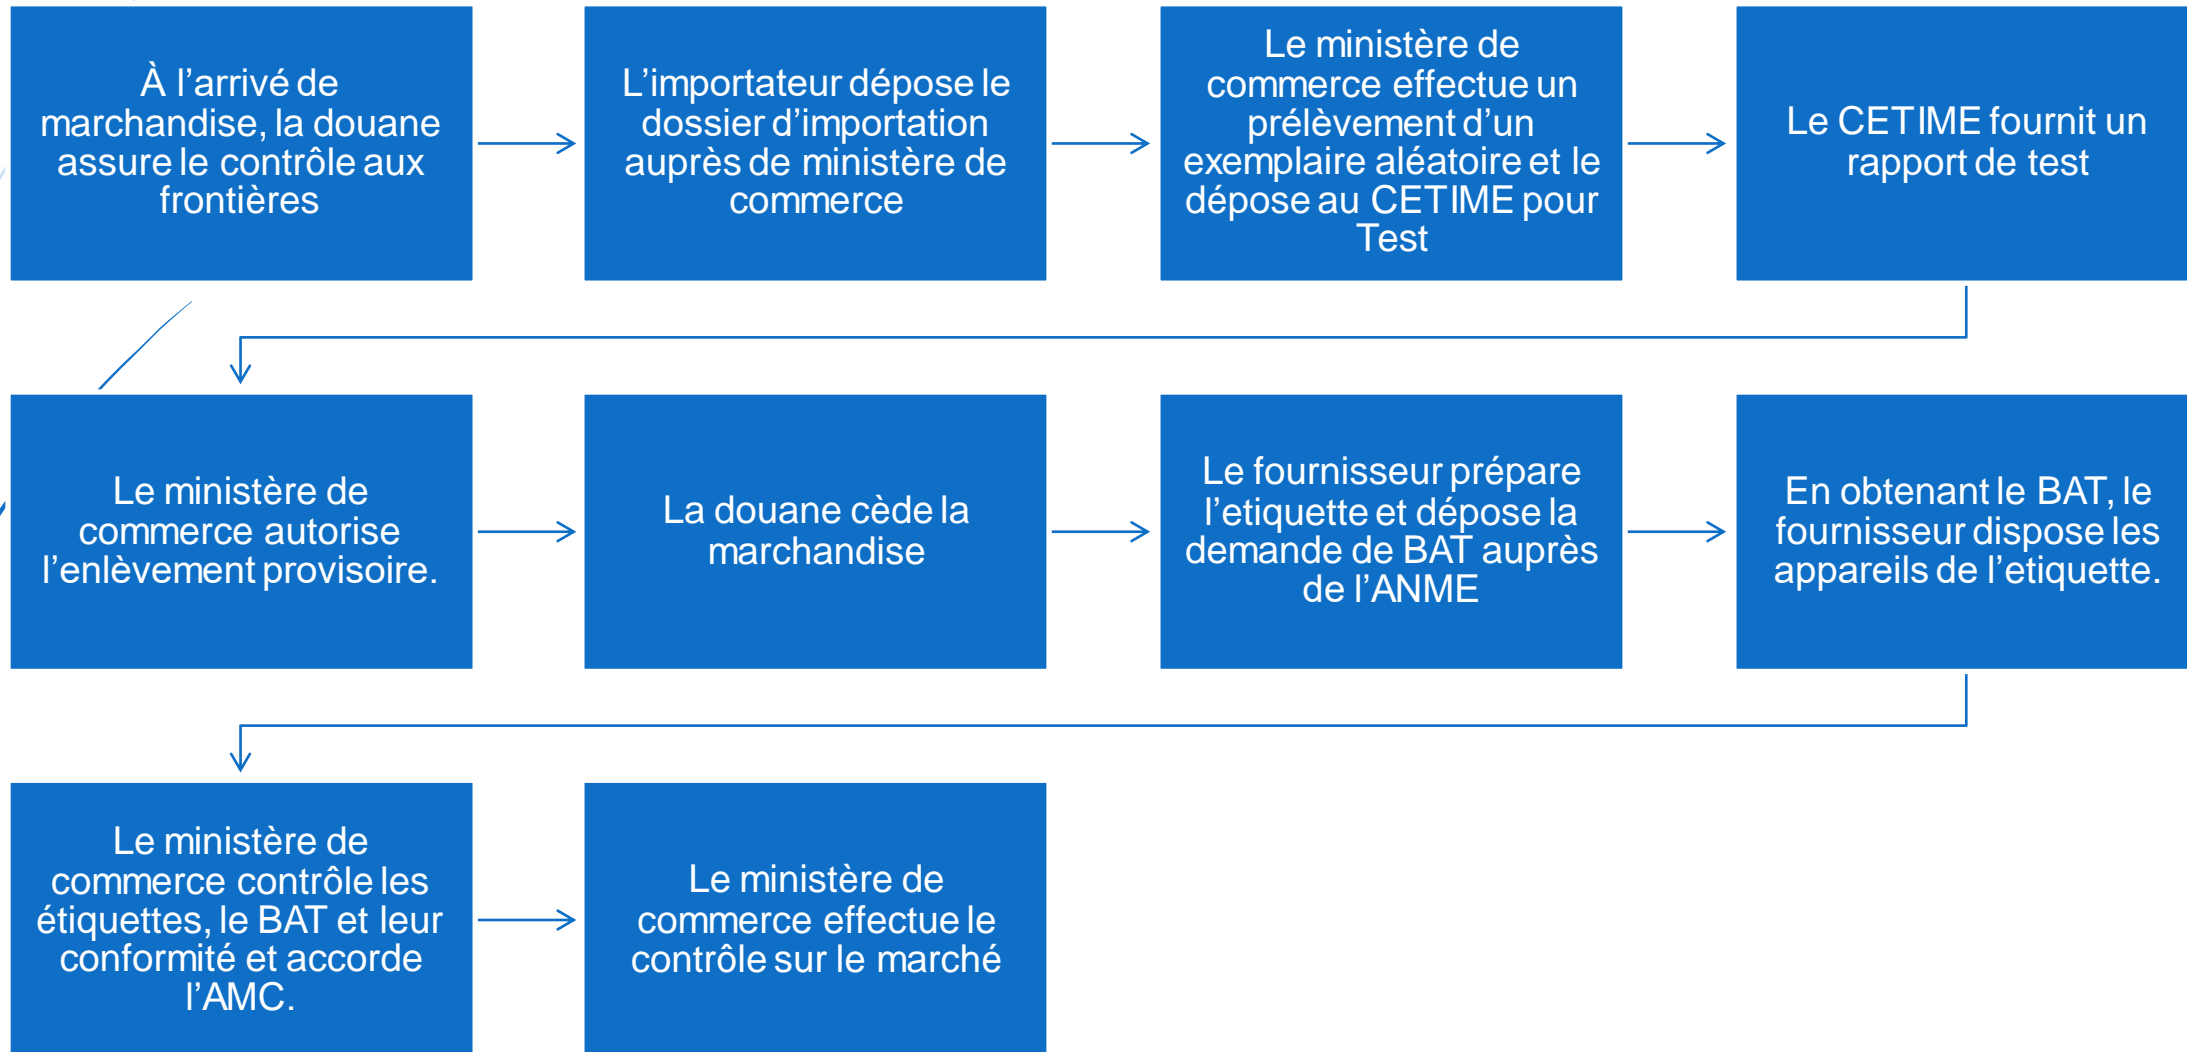 À l’arrivé de
marchandise, la douane
assure le contrôle aux
frontières
L’importateur dépose le
dossier d’importation
auprès de ministère de
commerce
Le ministère de
commerce effectue un
prélèvement d’un
exemplaire aléatoire et le
dépose au CETIME pour
Test
Le CETIME fournit un
rapport de test
Le ministère de
commerce autorise
l’enlèvement provisoire.
La douane cède la
marchandise
Le fournisseur prépare
l’etiquette et dépose la
demande de BAT auprès
de l’ANME
En obtenant le BAT, le
fournisseur dispose les
appareils de l’etiquette.
Le ministère de
commerce contrôle les
étiquettes, le BAT et leur
conformité et accorde
l’AMC.
Le ministère de
commerce effectue le
contrôle sur le marché